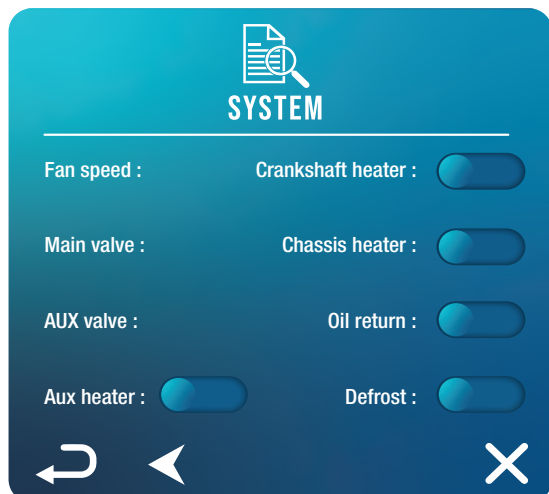 SYSTEM
Fan speed :
Crankshaft heater :
Main valve :
Chassis heater :
AUX valve :
Oil return :
Aux heater :
Defrost :